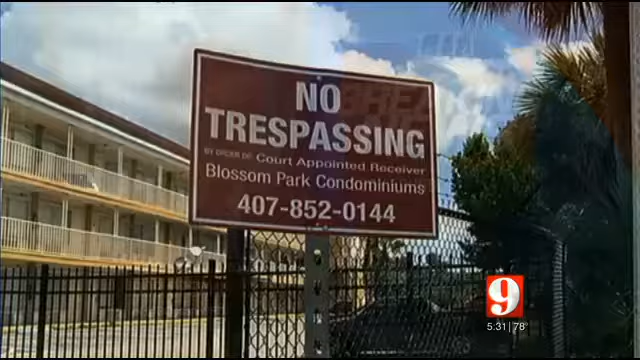 NO
TRESPASSING
BY ORDER OF Court Appointed Receiver
Blossom Park Condominiums
407-852-0144
9
5:31 78°